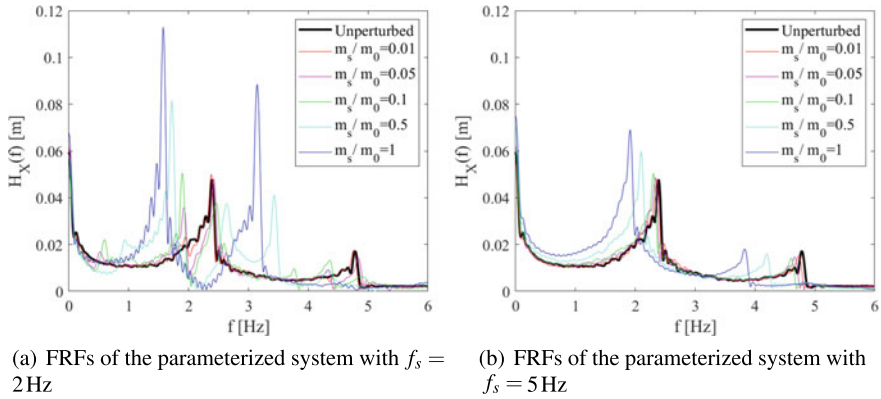 0.12
0.1
0.08
0.06
0.04
0.02
0
H_X(f) [m]
0 1 2 3 4 5 6
f [Hz]
Unperturbed
m_s/m_0=0.01
m_s/m_0=0.05
m_s/m_0=0.1
m_s/m_0=0.5
m_s/m_0=1
0.12
0.1
0.08
0.06
0.04
0.02
0
H_X(f) [m]
0 1 2 3 4 5 6
f [Hz]
Unperturbed
m_s/m_0=0.01
m_s/m_0=0.05
m_s/m_0=0.1
m_s/m_0=0.5
m_s/m_0=1
(a) FRFs of the parameterized system with f_s =
2 Hz
(b) FRFs of the parameterized system with
f_s = 5 Hz